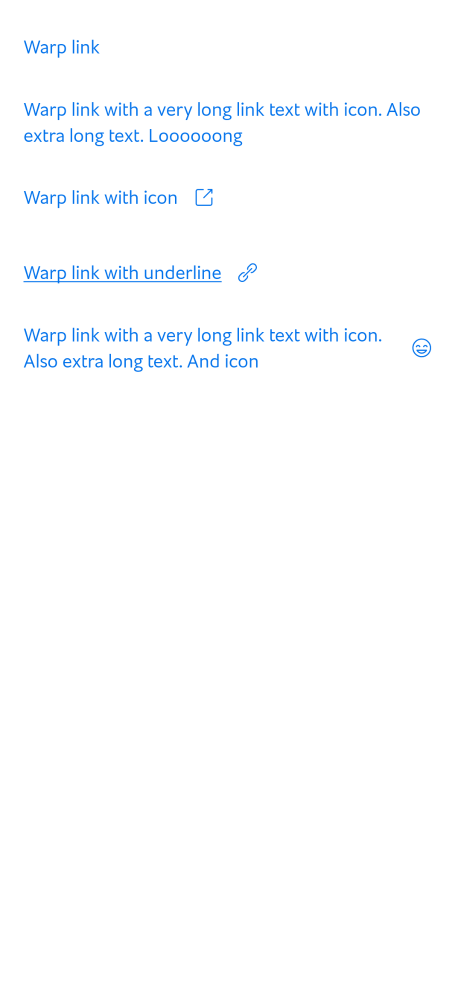 Warp link
Warp link with a very long link text with icon. Also
extra long text. Loooooong
Warp link with icon
Warp link with underline
Warp link with a very long link text with icon.
Also extra long text. And icon